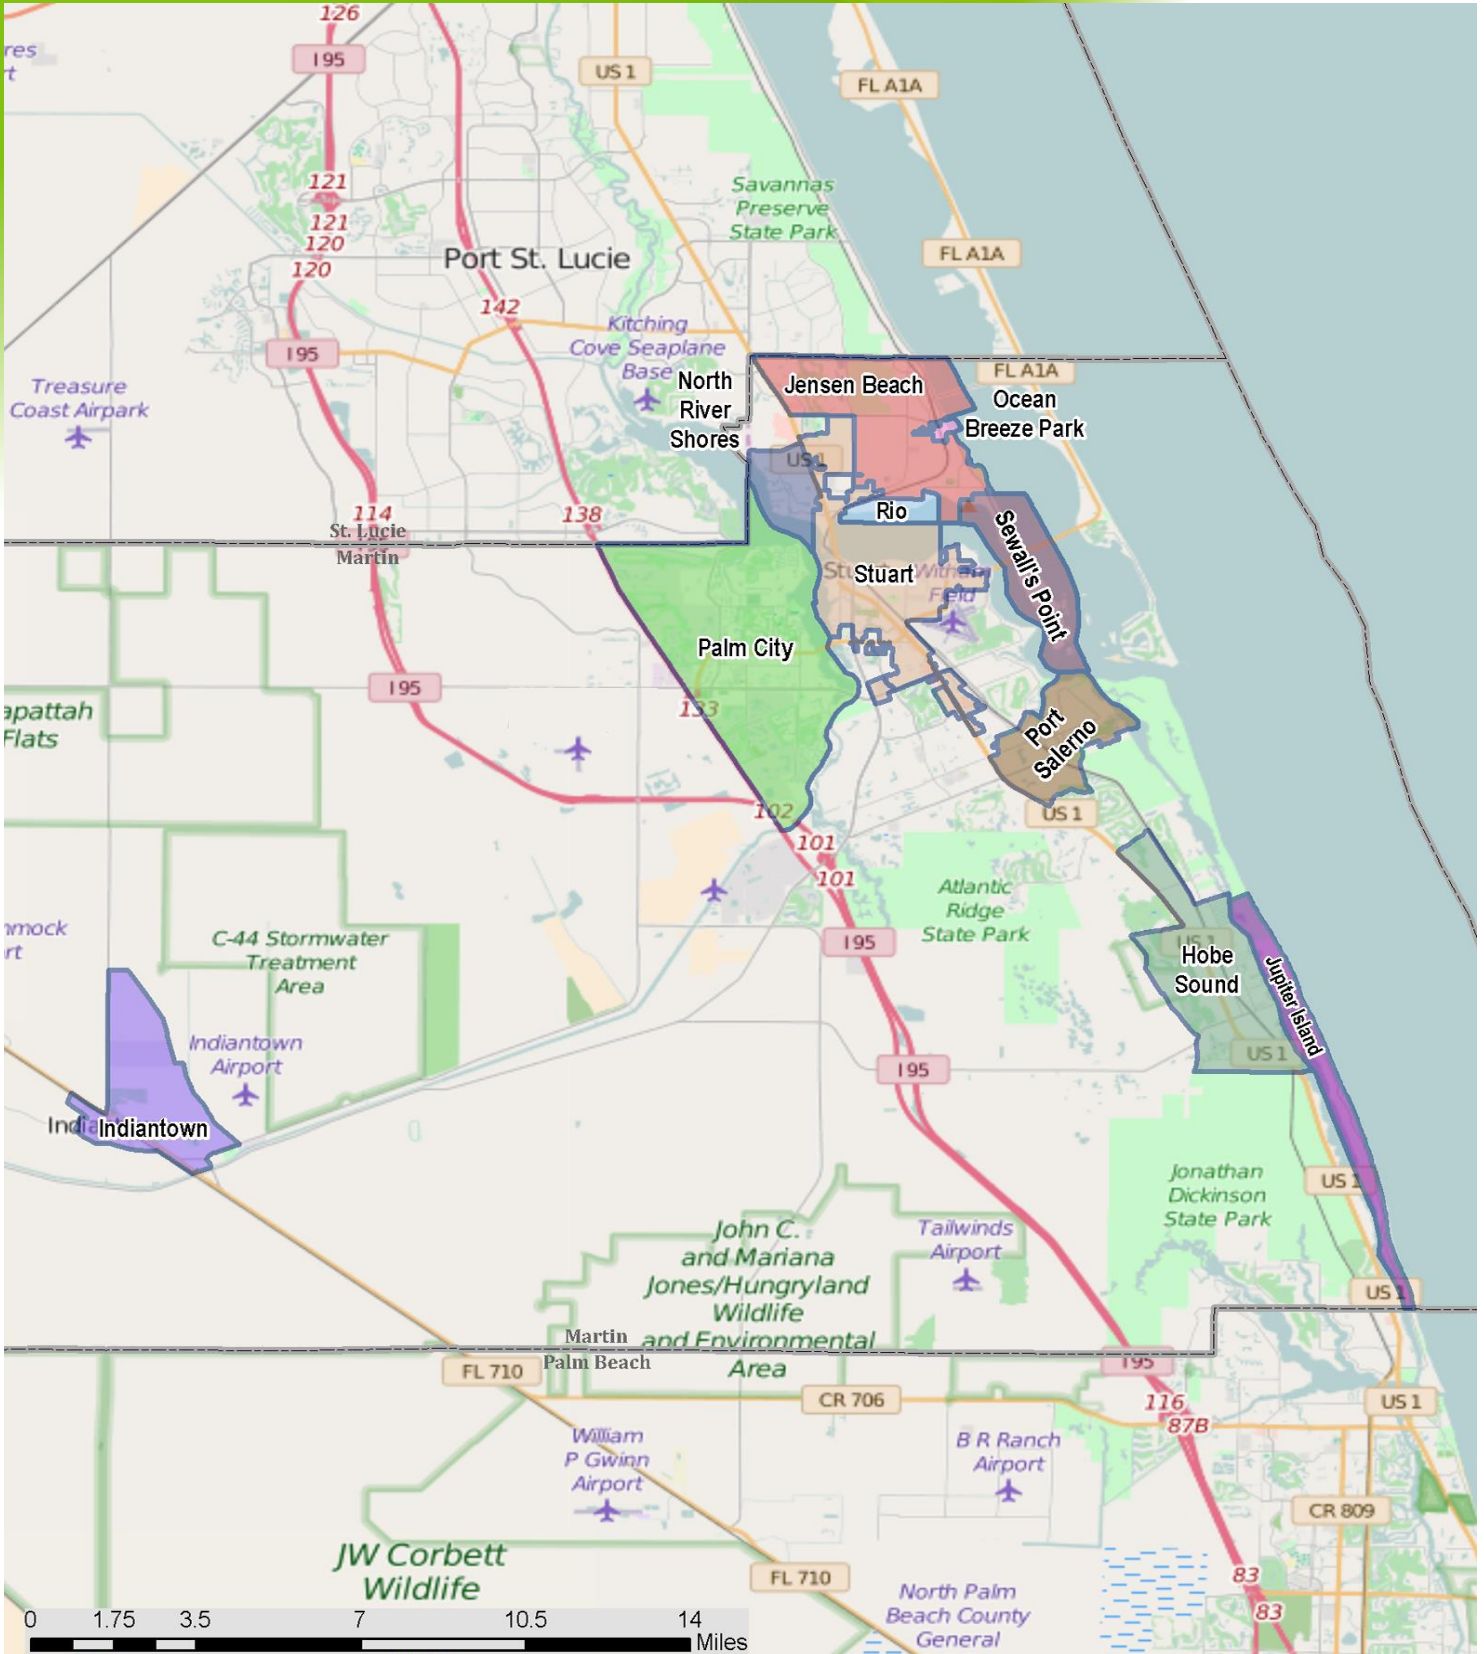 126
res
t
I 95
US 1
FL A1A
121
121
120
120
Savannas
Preserve
State Park
Port St. Lucie
FL A1A
142
Kitching
Cove Seaplane
Base
I 95
Treasure
Coast Airpark
North
River
Shores
Jensen Beach
FL A1A
Ocean
Breeze Park
US 1
114
138
St. Lucie
Martin
Rio
Sewall's Point
Stuart
Witham
Field
Palm City
I 95
133
apattah
Flats
Port
Salerno
102
US 1
101
101
Atlantic
Ridge
State Park
nmock
rt
C-44 Stormwater
Treatment
Area
I 95
US 1
Hobe
Sound
Jupiter Island
Indiantown
Airport
I 95
US 1
India
Indiantown
Jonathan
Dickinson
State Park
US 1
John C.
and Mariana
Jones/Hungryland
Wildlife
and Environmental
Area
Tailwinds
Airport
US 1
Martin
Palm Beach
FL 710
I 95
CR 706
116
87B
US 1
William
P Gwinn
Airport
B R Ranch
Airport
CR 809
JW Corbett
Wildlife
FL 710
North Palm
Beach County
General
83
83
0 1.75 3.5 7 10.5 14
Miles